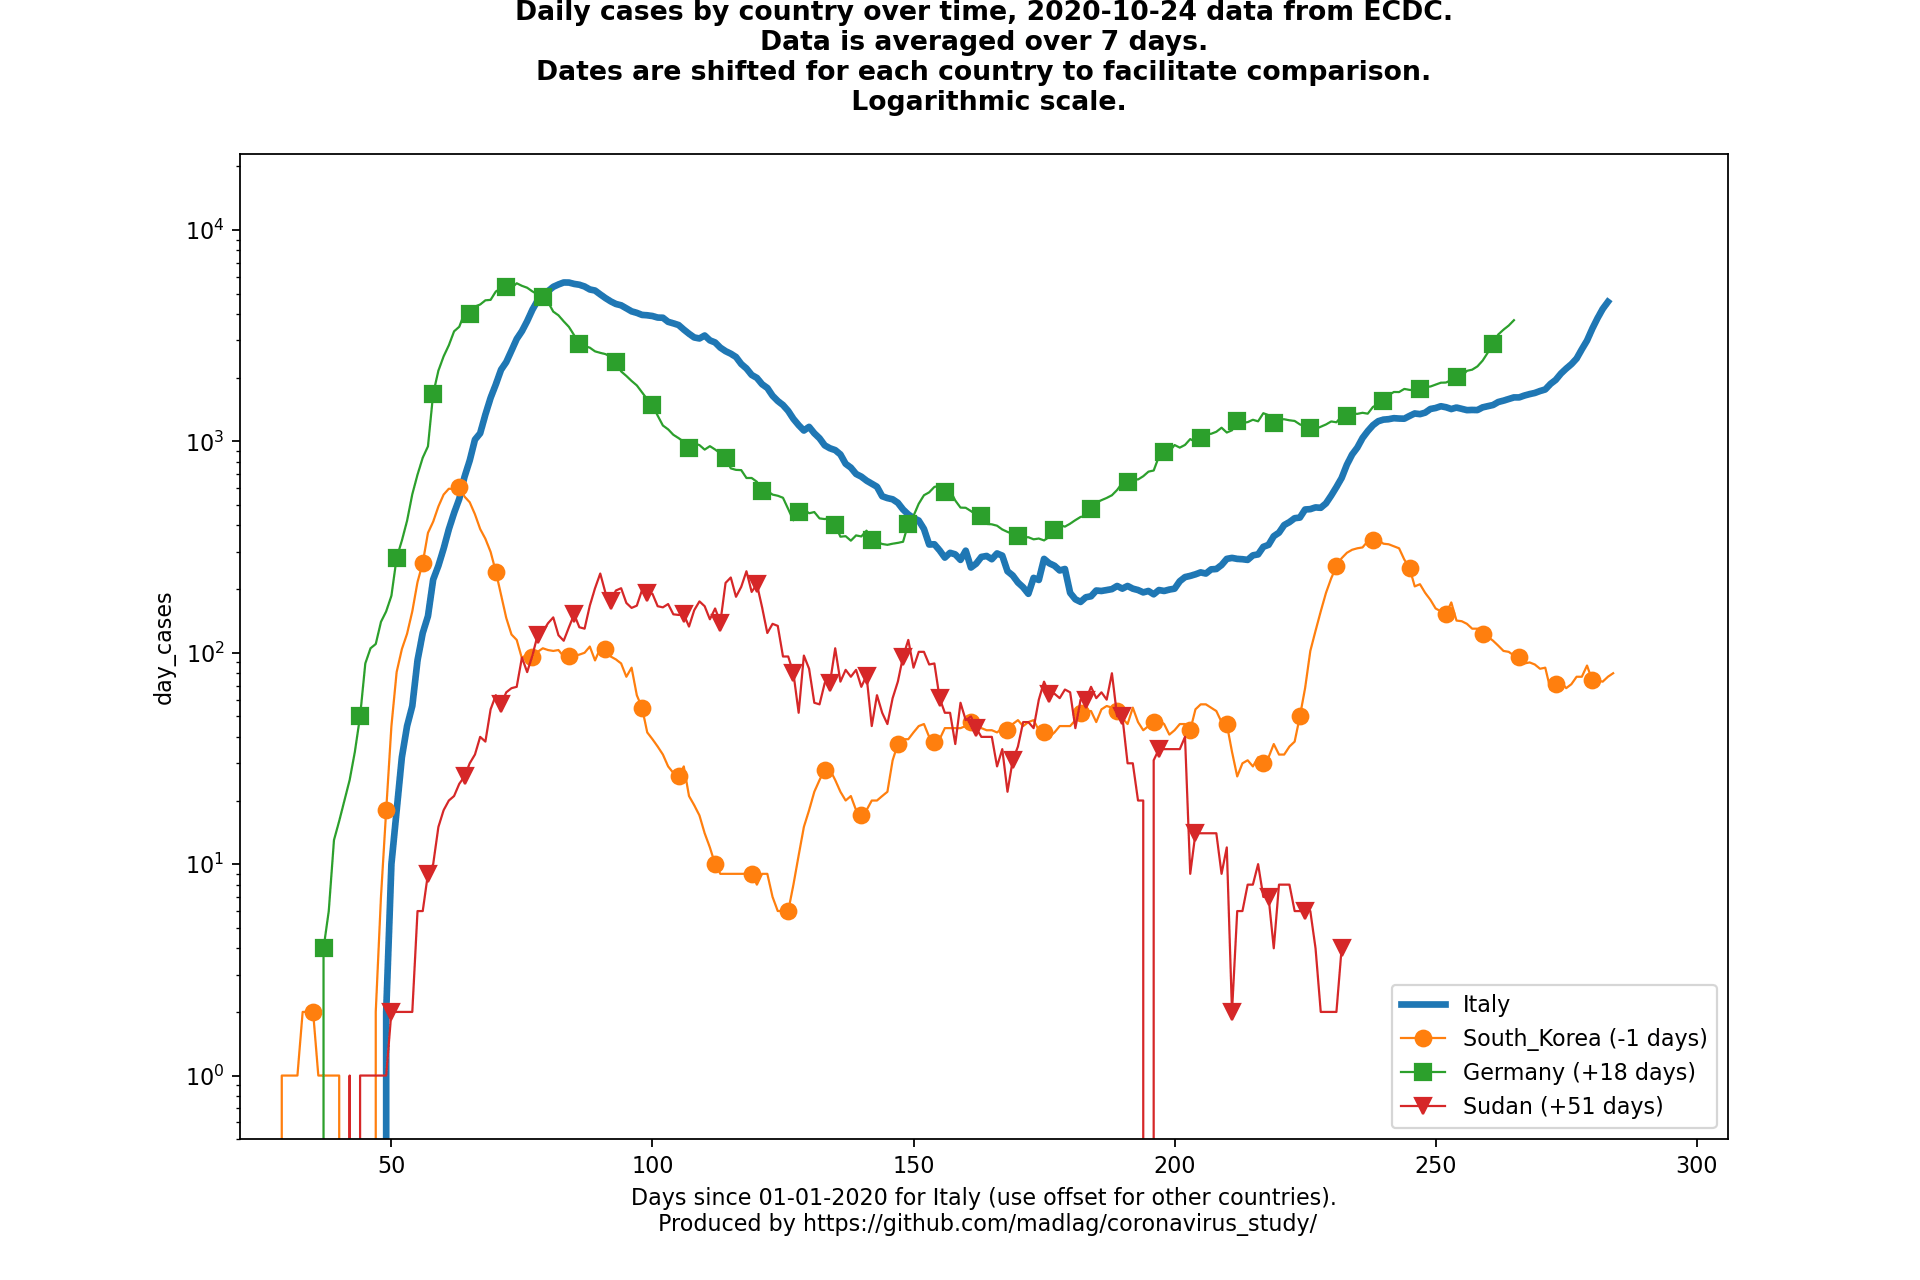 Daily cases by country over time, 2020-10-24 data from ECDC.
Data is averaged over 7 days.
Dates are shifted for each country to facilitate comparison.
Logarithmic scale.
10^4
10^3
10^2
10^1
10^0
day_cases
50 100 150 200 250 300
Italy
South_Korea (-1 days)
Germany (+18 days)
Sudan (+51 days)
Days since 01-01-2020 for Italy (use offset for other countries).
Produced by https://github.com/madlag/coronavirus_study/